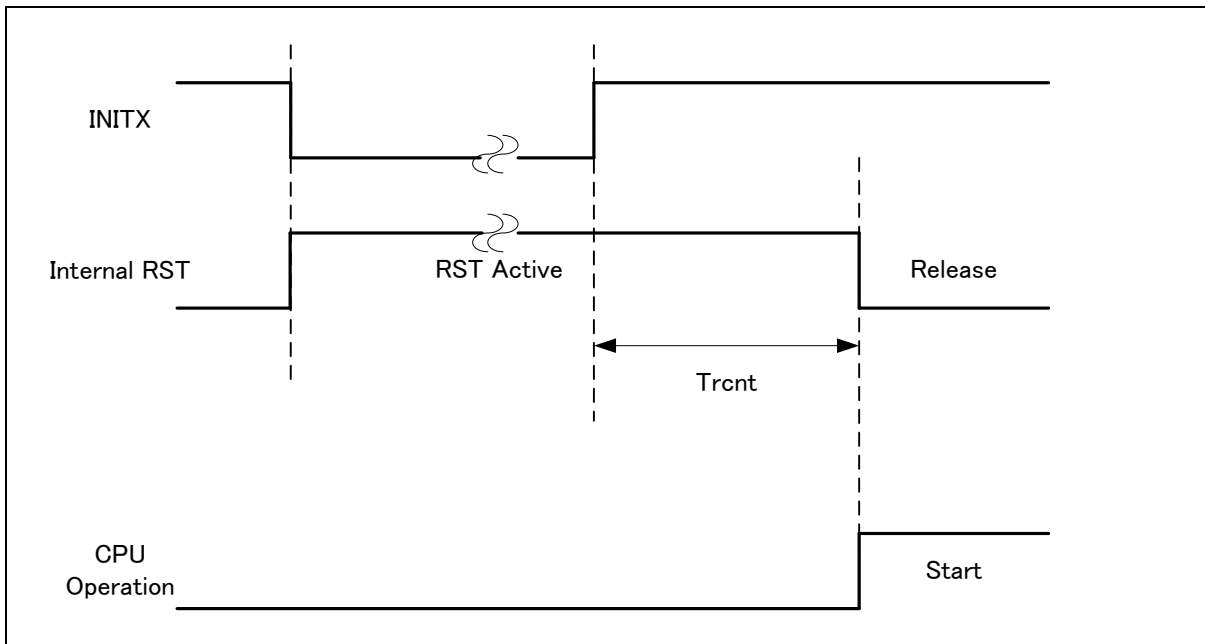 INITX
Internal RST
RST Active
Release
Trcnt
CPU
Operation
Start